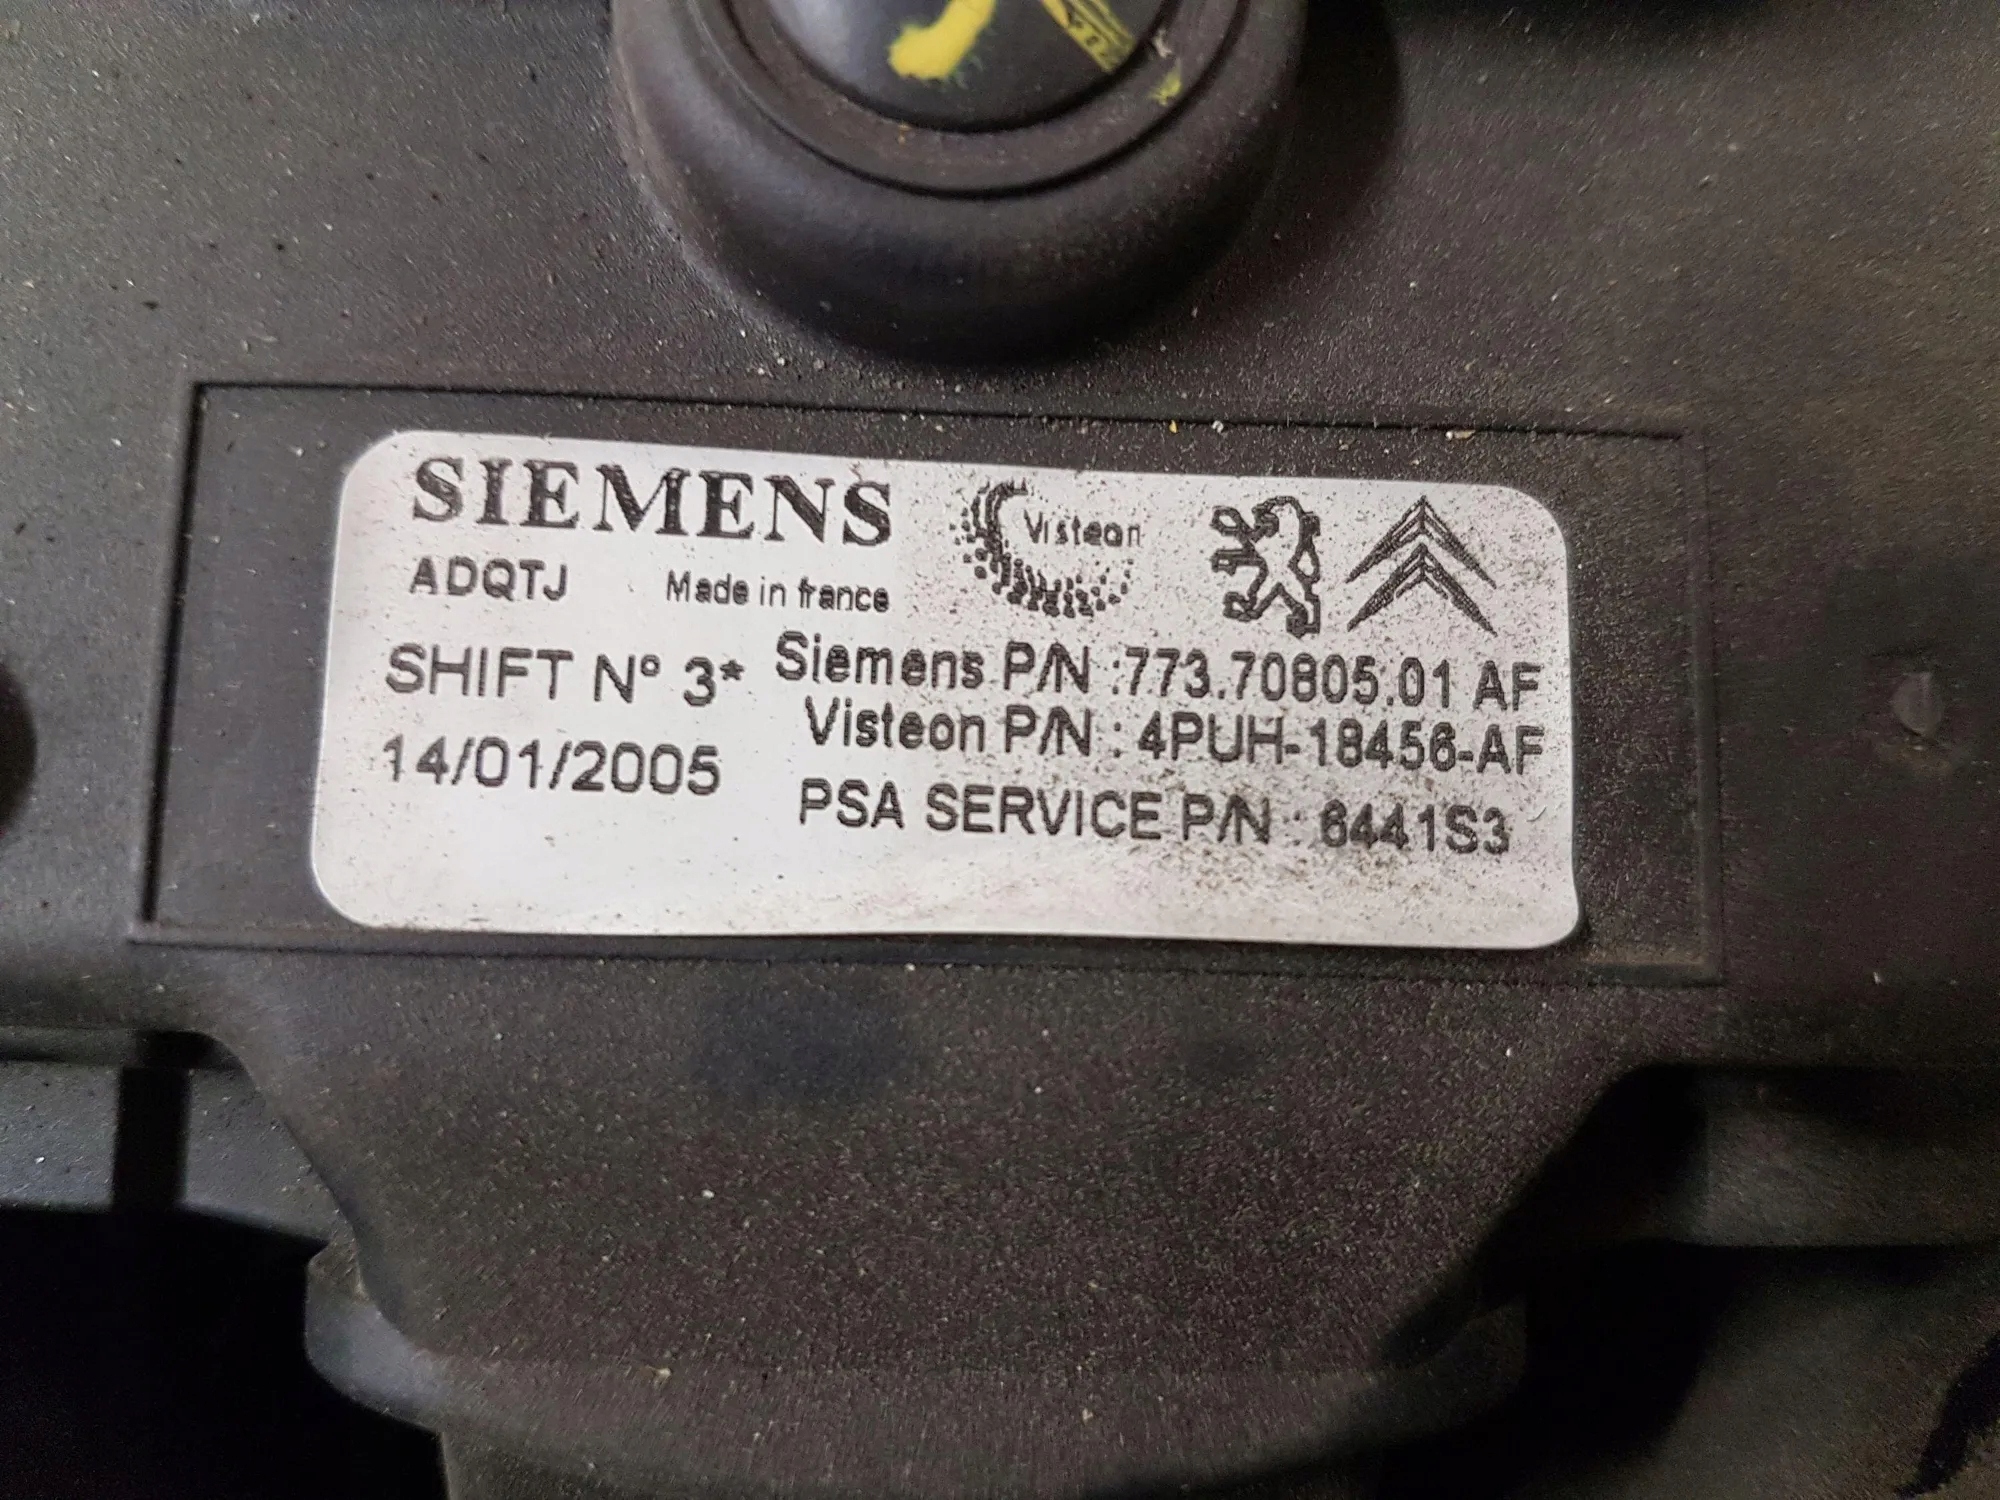 SIEMENS Visteon
ADQTJ Made in france
SHIFT N° 3* Siemens P/N :773.70805.01 AF
Visteon P/N : 4PUH-18456-AF
14/01/2005
PSA SERVICE P/N : 6441S3